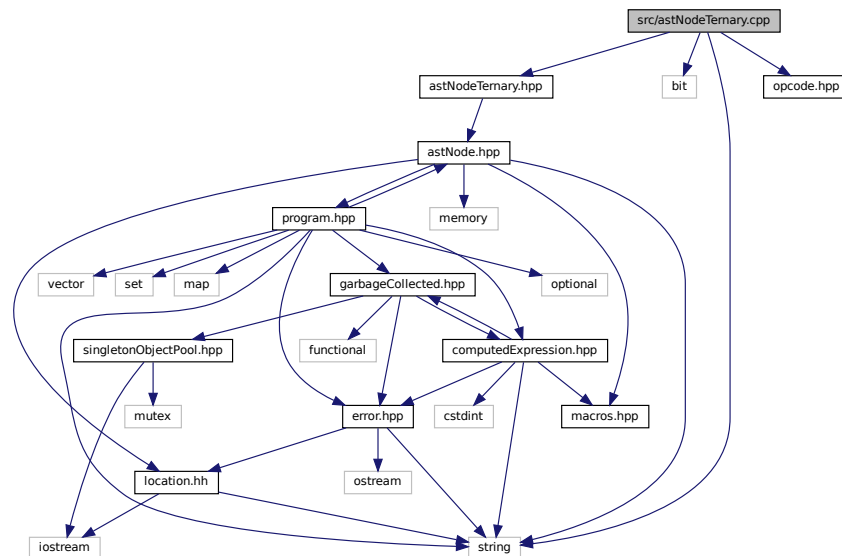 src/astNodeTernary.cpp
astNodeTernary.hpp
bit
opcode.hpp
astNode.hpp
program.hpp
memory
vector
set
map
garbageCollected.hpp
optional
singletonObjectPool.hpp
functional
computedExpression.hpp
mutex
error.hpp
cstdint
macros.hpp
location.hh
ostream
iostream
string